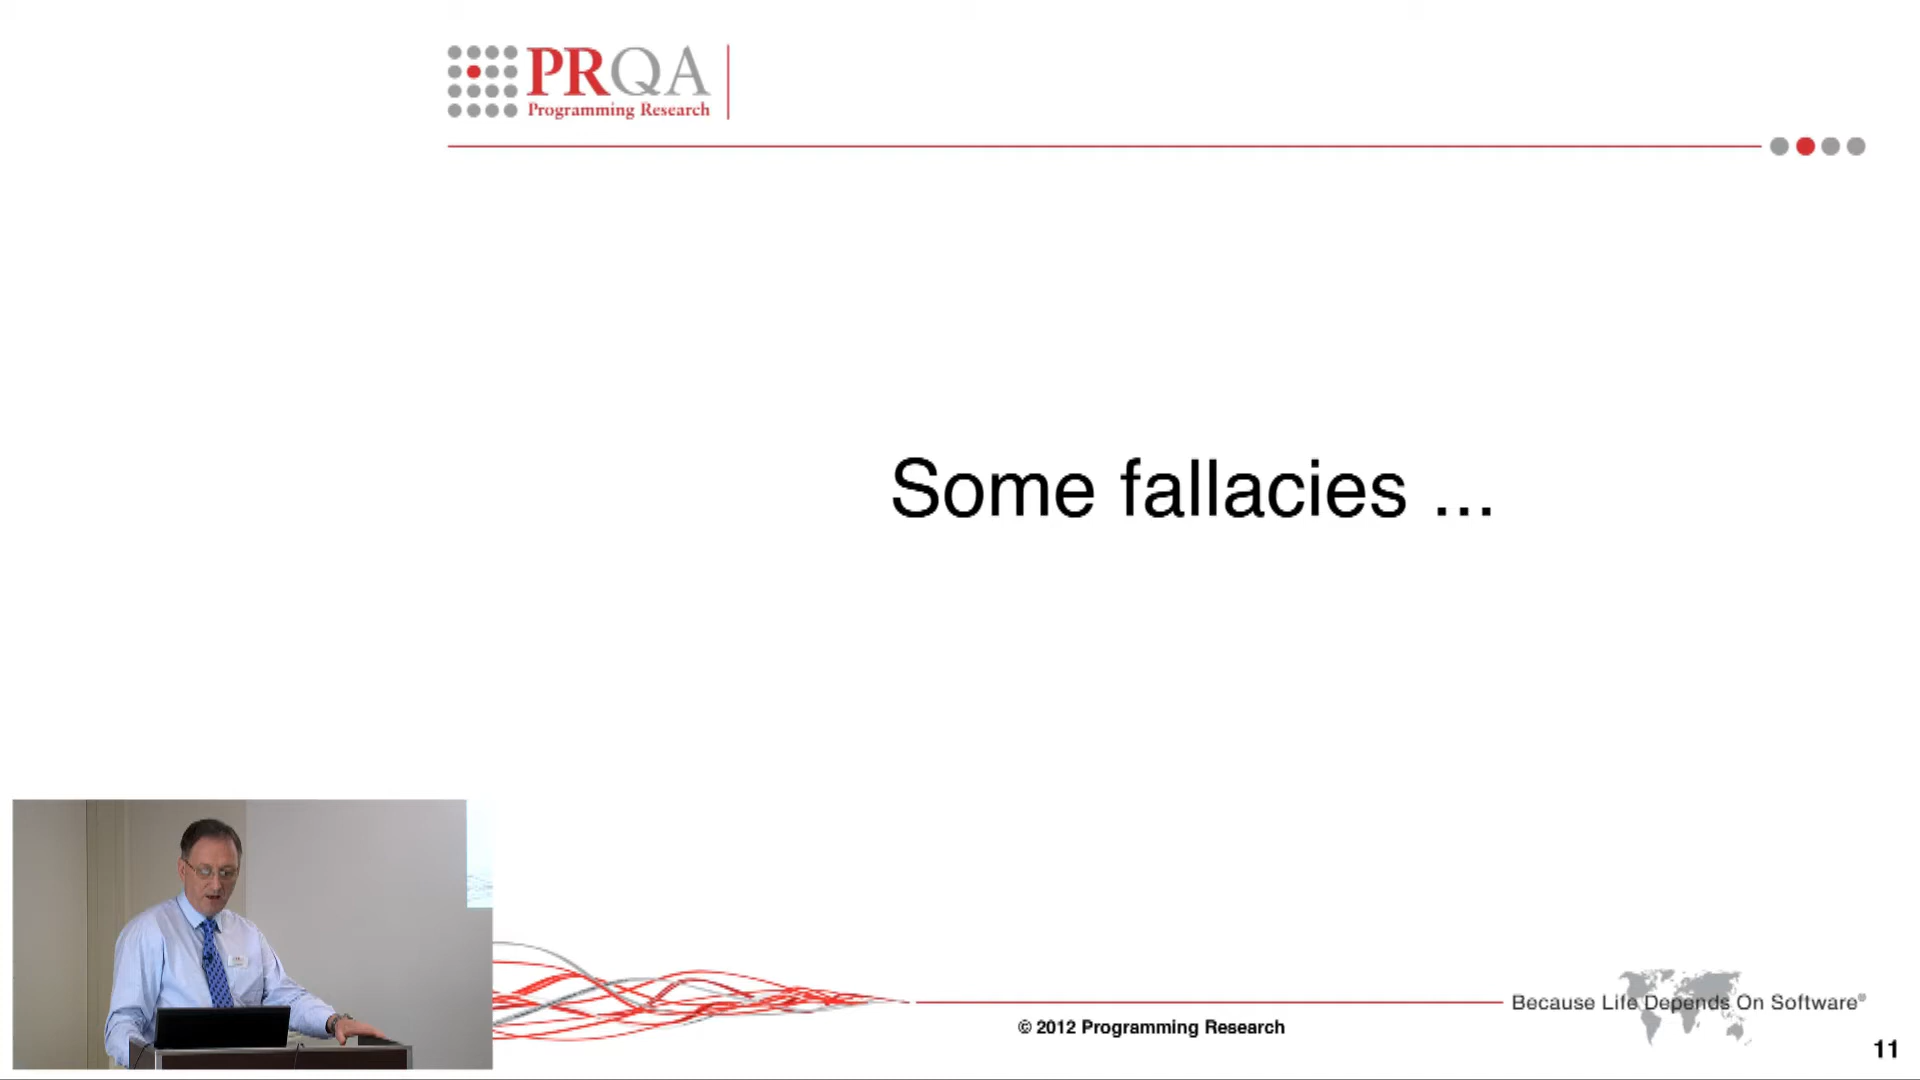 PRQA
Programming Research
Some fallacies ...
Because Life Depends On Software®
© 2012 Programming Research
11